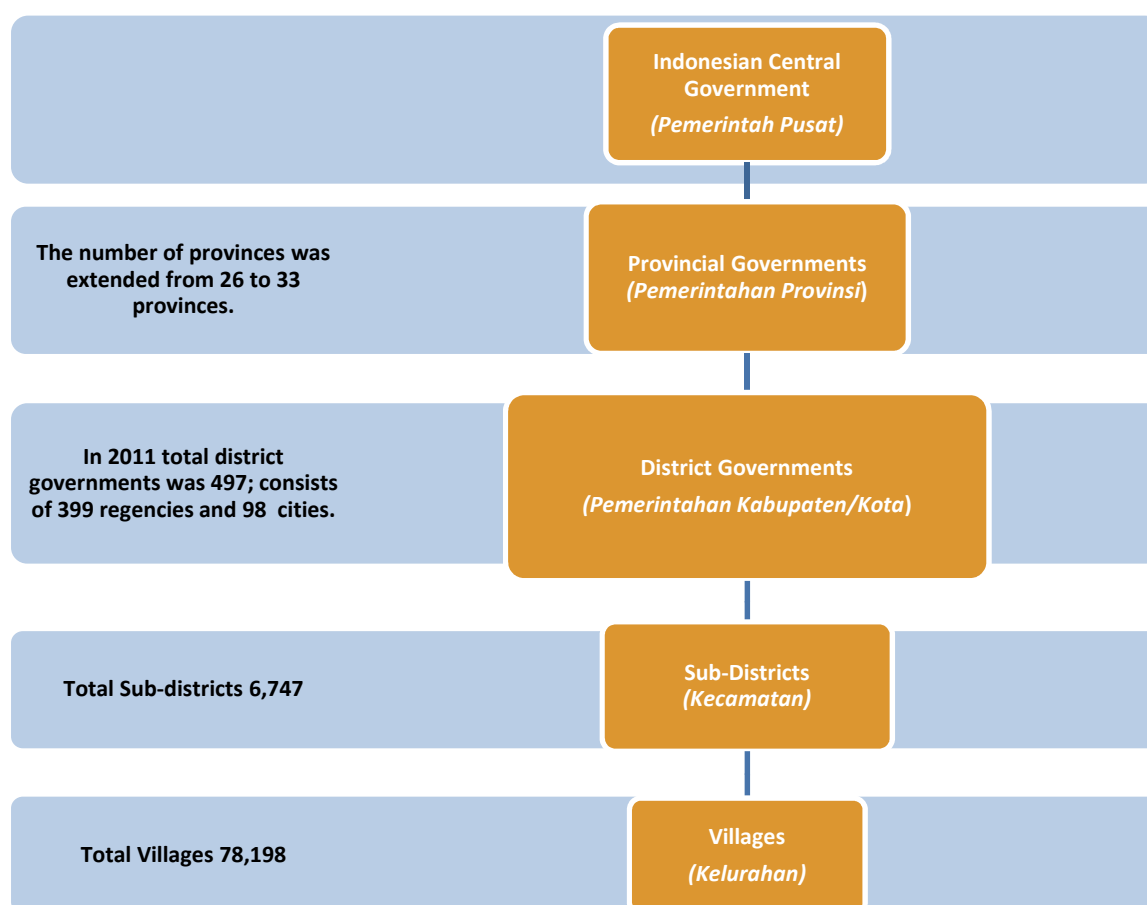 Indonesian Central
Government
(Pemerintah Pusat)
The number of provinces was
extended from 26 to 33
provinces.
Provincial Governments
(Pemerintahan Provinsi)
In 2011 total district
governments was 497; consists
of 399 regencies and 98 cities.
District Governments
(Pemerintahan Kabupaten/Kota)
Total Sub-districts 6,747
Sub-Districts
(Kecamatan)
Total Villages 78,198
Villages
(Kelurahan)